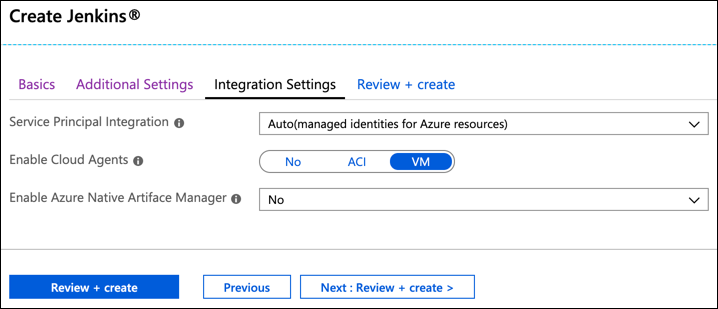 Create Jenkins®
Basics Additional Settings Integration Settings Review + create
Service Principal Integration Auto(managed identities for Azure resources)
Enable Cloud Agents No ACI VM
Enable Azure Native Artiface Manager No
Review + create Previous Next : Review + create >